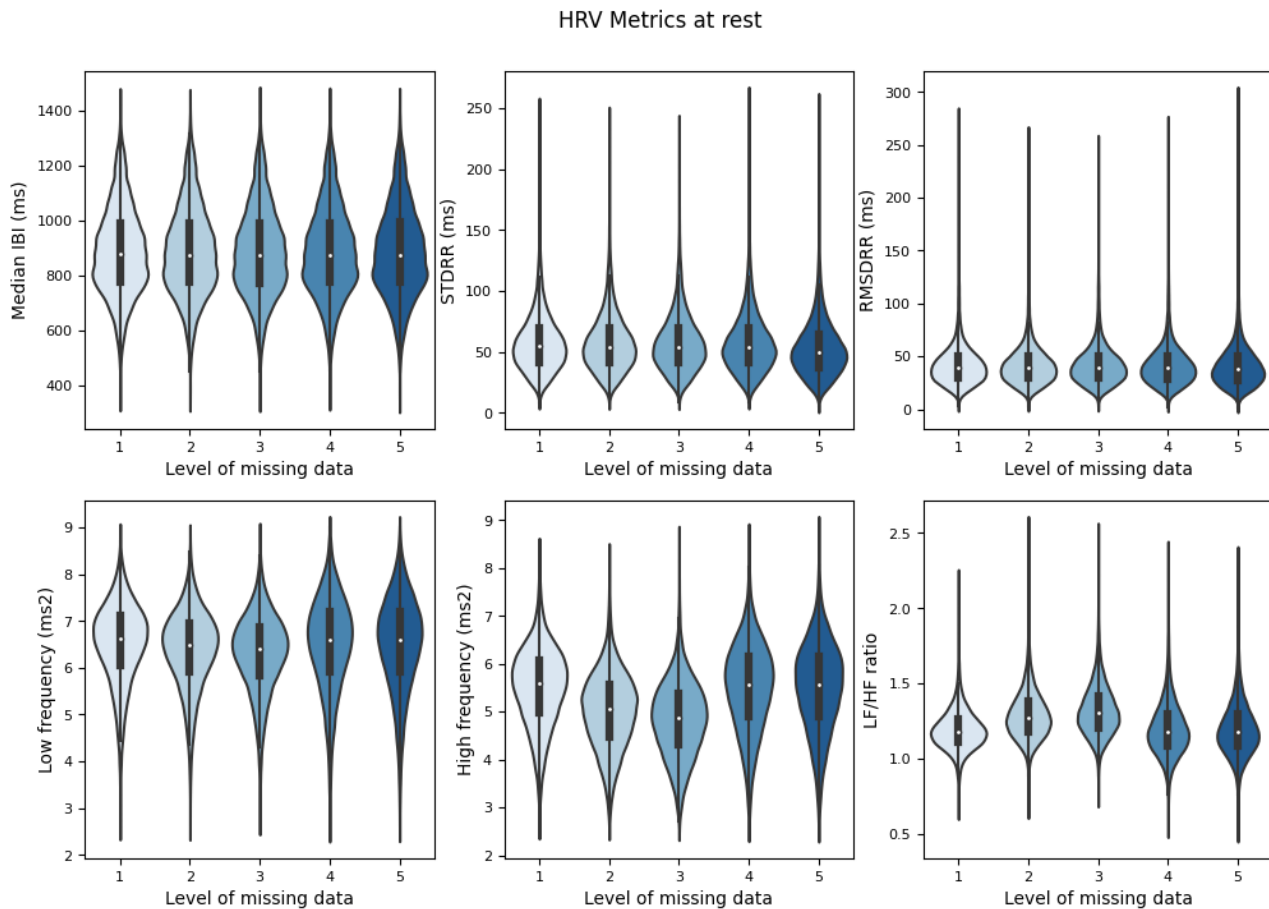 HRV Metrics at rest
Median IBI (ms)
1400
1200
1000
800
600
400
1 2 3 4 5
Level of missing data
STDRR (ms)
250
200
150
100
50
0
1 2 3 4 5
Level of missing data
RMSDRR (ms)
300
250
200
150
100
50
0
1 2 3 4 5
Level of missing data
Low frequency (ms2)
9
8
7
6
5
4
3
2
1 2 3 4 5
Level of missing data
High frequency (ms2)
9
8
7
6
5
4
3
2
1 2 3 4 5
Level of missing data
LF/HF ratio
2.5
2.0
1.5
1.0
0.5
1 2 3 4 5
Level of missing data